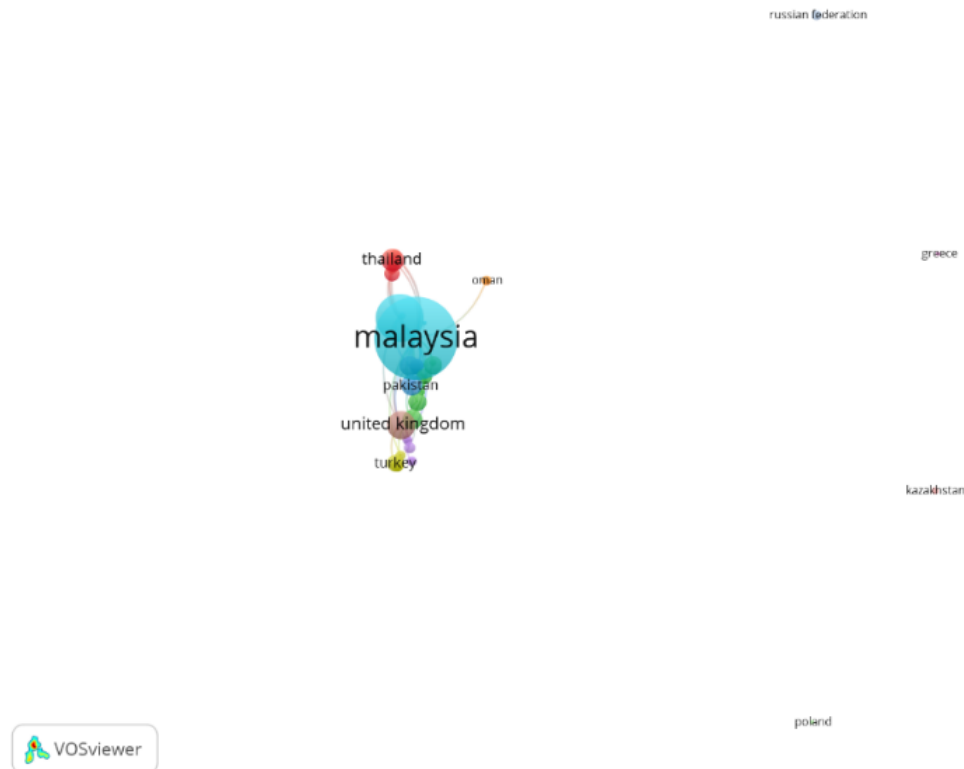 russian federation
greece
thailand
oman
malaysia
pakistan
united kingdom
turkey
kazakhstan
poland
VOSviewer